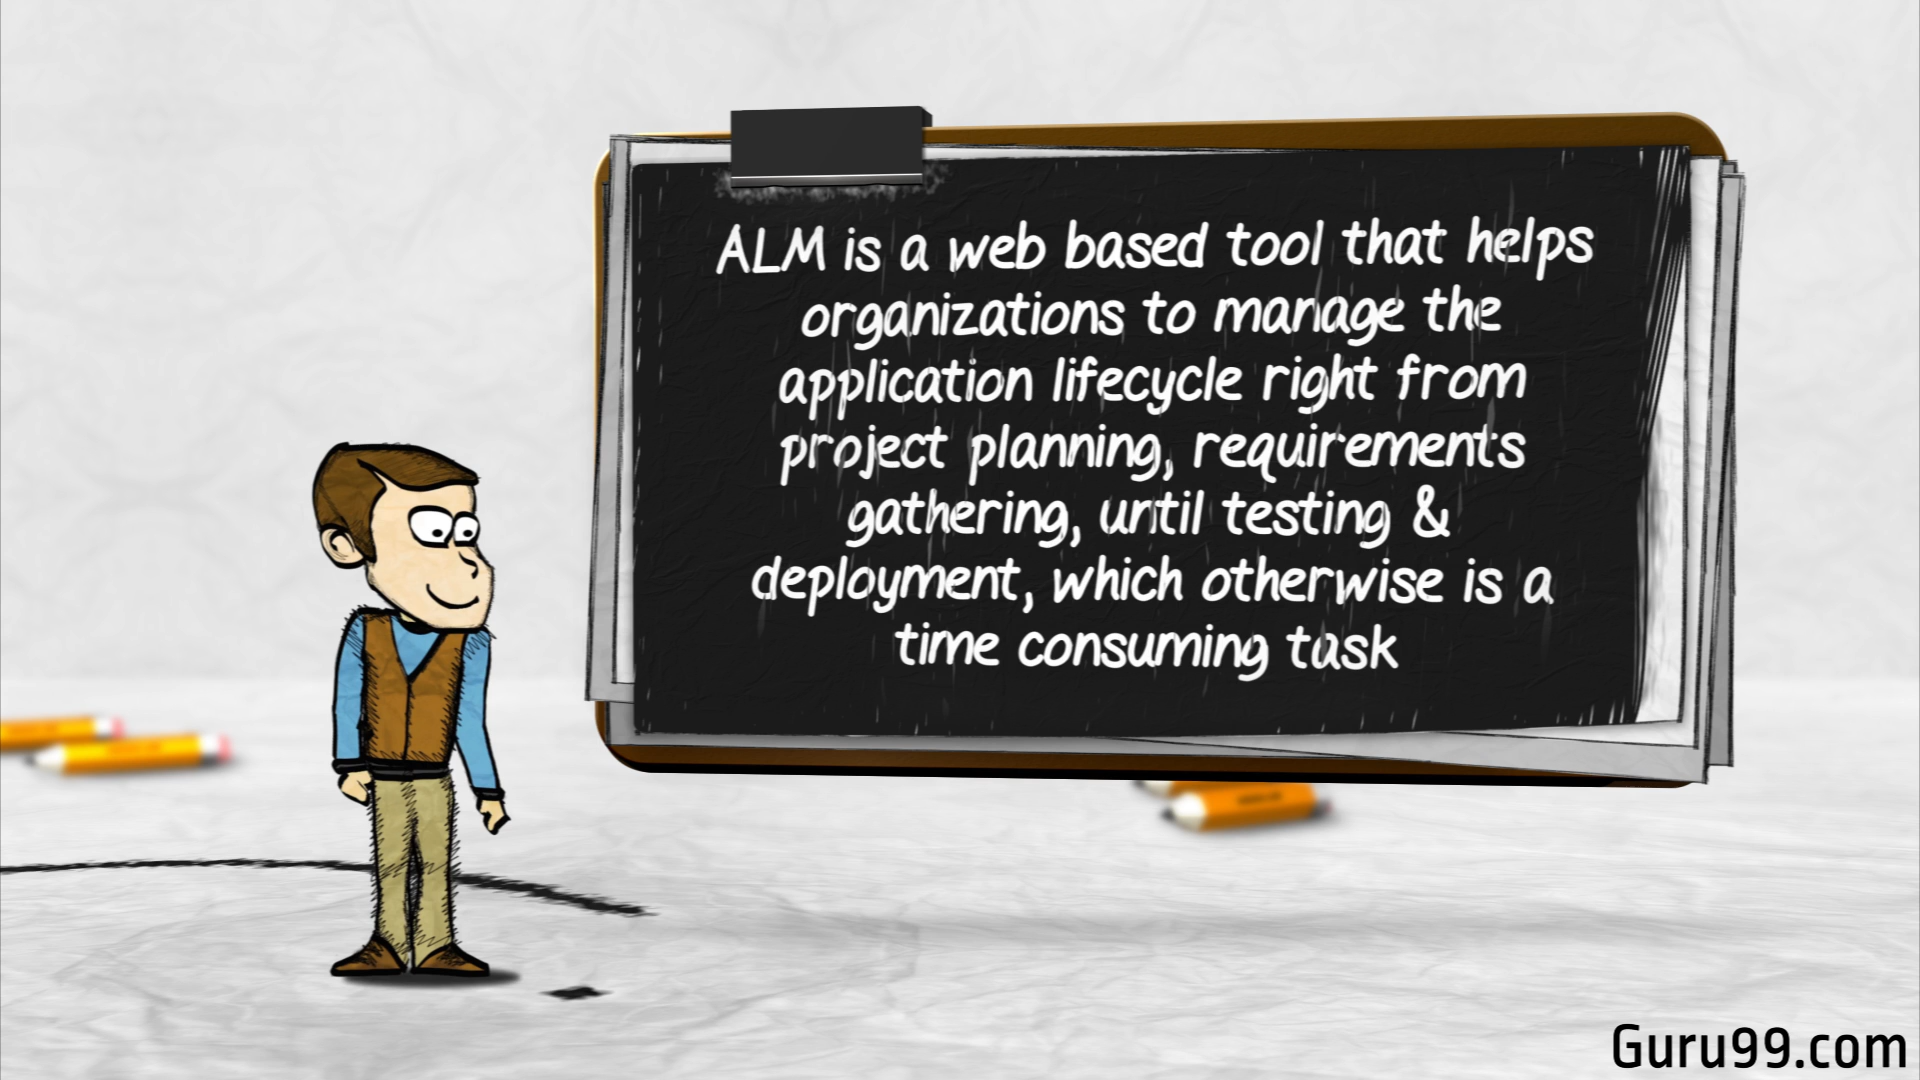 ALM is a web based tool that helps
organizations to manage the
application lifecycle right from
project planning, requirements
gathering, until testing &
deployment, which otherwise is a
time consuming task
Guru99.com